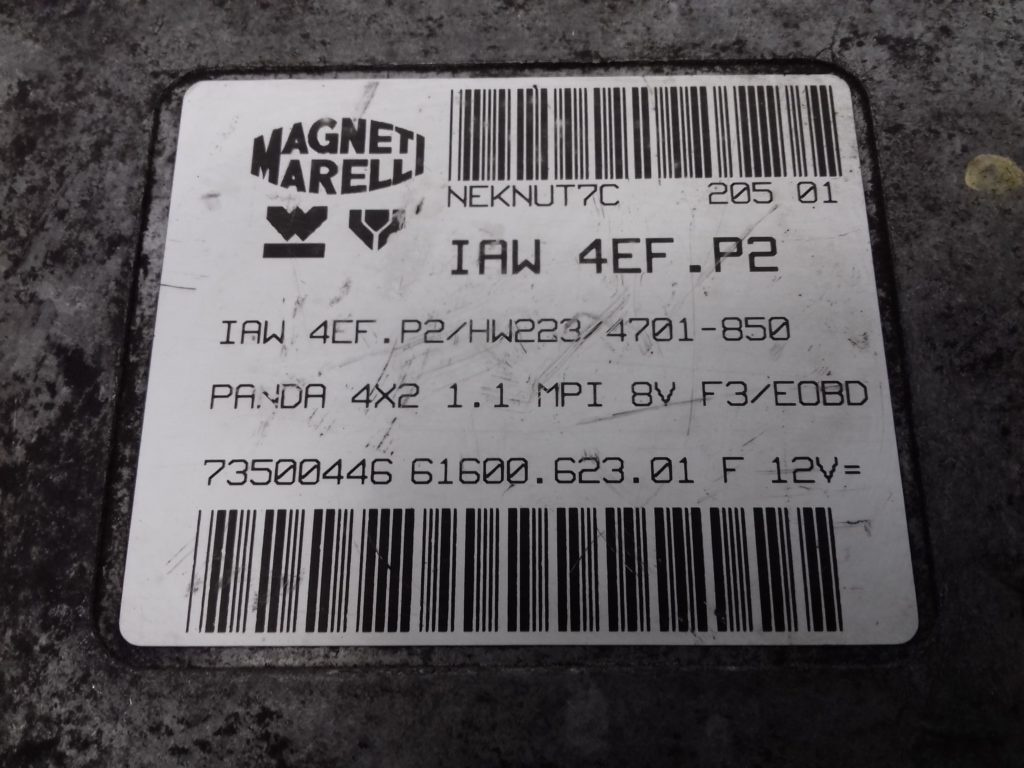 MAGNETI
MARELLI
NEKNUT7C 205 01
IAW 4EF.P2
IAW 4EF.P2/HW223/4701-850
PANDA 4X2 1.1 MPI 8V F3/EOBD
73500446 61600.623.01 F 12V=